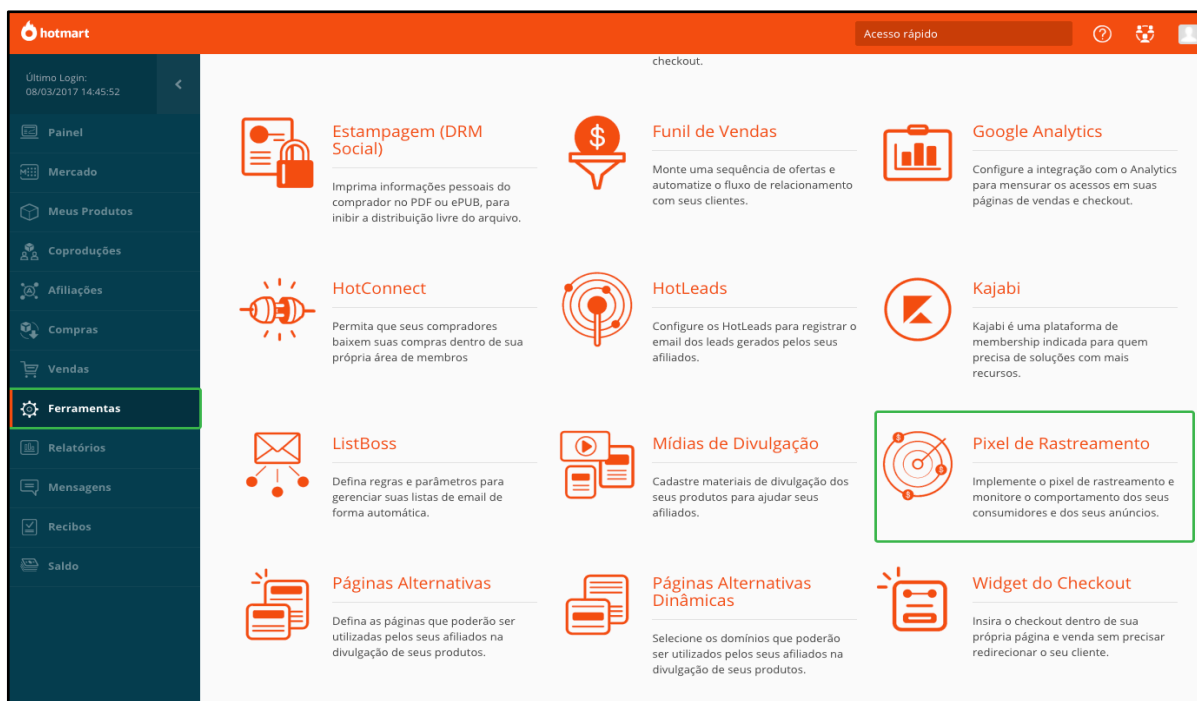 hotmart
Acesso rápido
Último Login:
08/03/2017 14:45:52
Painel
Mercado
Meus Produtos
Coproduções
Afiliações
Compras
Vendas
Ferramentas
Relatórios
Mensagens
Recibos
Saldo
checkout.
Estampagem (DRM
Social)
Imprima informações pessoais do
comprador no PDF ou ePUB, para
inibir a distribuição livre do arquivo.
Funil de Vendas
Monte uma sequência de ofertas e
automatize o fluxo de relacionamento
com seus clientes.
Google Analytics
Configure a integração com o Analytics
para mensurar os acessos em suas
páginas de vendas e checkout.
HotConnect
Permita que seus compradores
baixem suas compras dentro de sua
própria área de membros
HotLeads
Configure os HotLeads para registrar o
email dos leads gerados pelos seus
afiliados.
Kajabi
Kajabi é uma plataforma de
membership indicada para quem
precisa de soluções com mais
recursos.
ListBoss
Defina regras e parâmetros para
gerenciar suas listas de email de
forma automática.
Mídias de Divulgação
Cadastre materiais de divulgação dos
seus produtos para ajudar seus
afiliados.
Pixel de Rastreamento
Implemente o pixel de rastreamento e
monitore o comportamento dos seus
consumidores e dos seus anúncios.
Páginas Alternativas
Defina as páginas que poderão ser
utilizadas pelos seus afiliados na
divulgação de seus produtos.
Páginas Alternativas
Dinâmicas
Selecione os domínios que poderão
ser utilizados pelos seus afiliados na
divulgação de seus produtos.
Widget do Checkout
Insira o checkout dentro de sua
própria página e venda sem precisar
redirecionar o seu cliente.